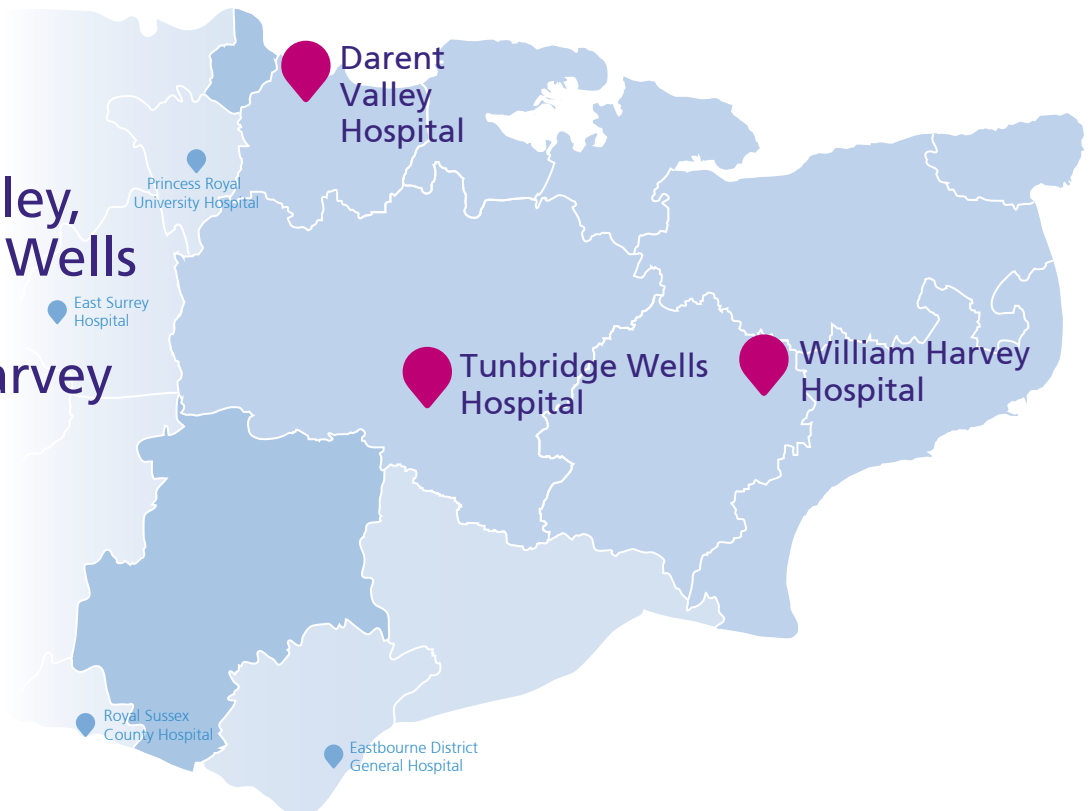 Darent
Valley
Hospital
Princess Royal
University Hospital
ley,
Wells
East Surrey
Hospital
arvey
Tunbridge Wells
Hospital
William Harvey
Hospital
Royal Sussex
County Hospital
Eastbourne District
General Hospital